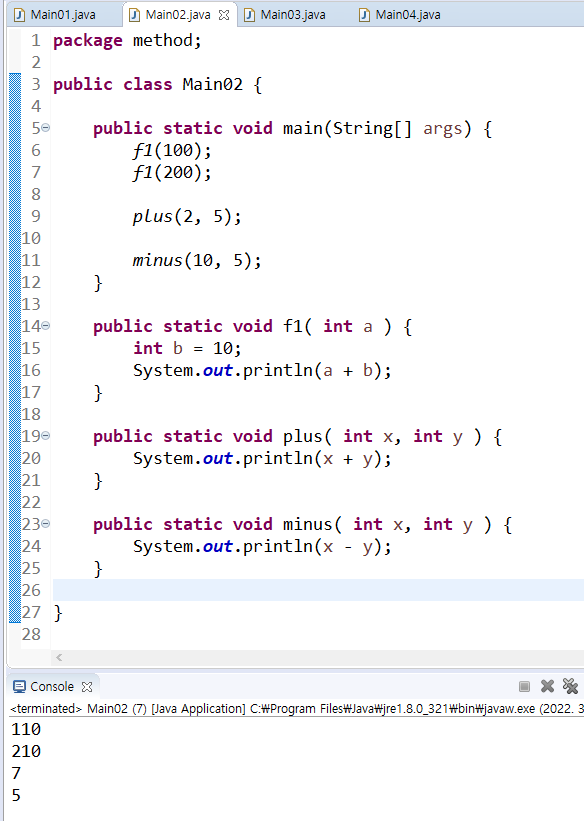 Main01.java Main02.java Main03.java Main04.java
1 package method;
2
3 public class Main02 {
4
5 public static void main(String[] args) {
6 f1(100);
7 f1(200);
8
9 plus(2, 5);
10
11 minus(10, 5);
12 }
13
14 public static void f1( int a ) {
15 int b = 10;
16 System.out.println(a + b);
17 }
18
19 public static void plus( int x, int y ) {
20 System.out.println(x + y);
21 }
22
23 public static void minus( int x, int y ) {
24 System.out.println(x - y);
25 }
26
27 }
28
Console
<terminated> Main02 (7) [Java Application] C:₩Program Files₩Java₩jre1.8.0_321₩bin₩javaw.exe (2022. 3
110
210
7
5